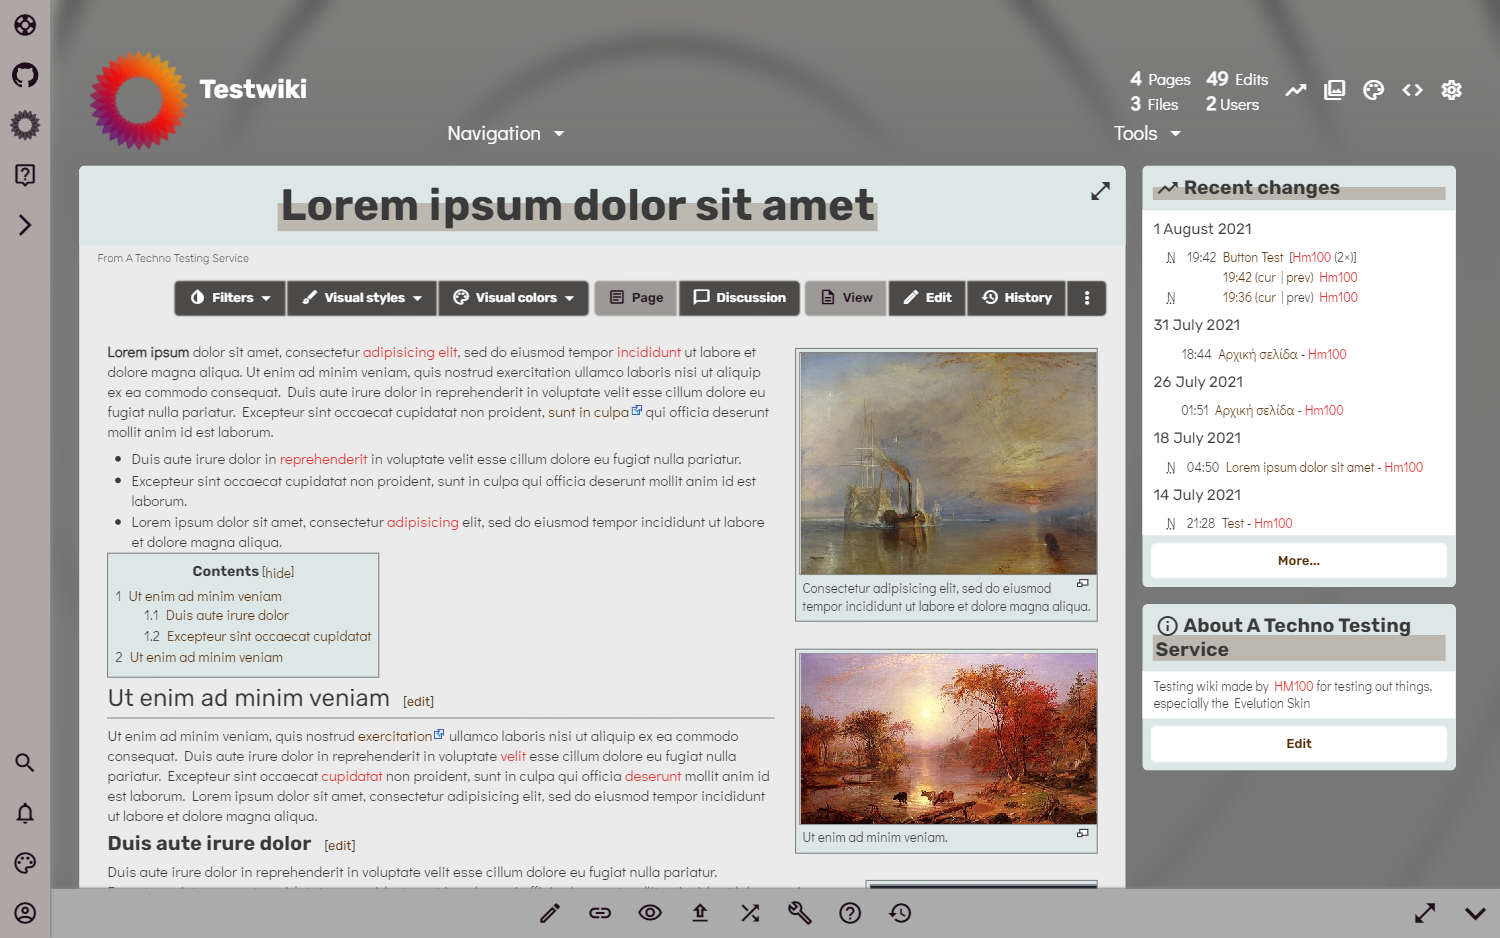 Testwiki
4 Pages 49 Edits
3 Files 2 Users
Navigation
Tools
Lorem ipsum dolor sit amet
From A Techno Testing Service
Filters Visual styles Visual colors Page Discussion View Edit History
Lorem ipsum dolor sit amet, consectetur adipisicing elit, sed do eiusmod tempor incididunt ut labore et
dolore magna aliqua. Ut enim ad minim veniam, quis nostrud exercitation ullamco laboris nisi ut aliquip
ex ea commodo consequat. Duis aute irure dolor in reprehenderit in voluptate velit esse cillum dolore eu
fugiat nulla pariatur. Excepteur sint occaecat cupidatat non proident, sunt in culpa qui officia deserunt
mollit anim id est laborum.
Duis aute irure dolor in reprehenderit in voluptate velit esse cillum dolore eu fugiat nulla pariatur.
Excepteur sint occaecat cupidatat non proident, sunt in culpa qui officia deserunt mollit anim id est
laborum.
Lorem ipsum dolor sit amet, consectetur adipisicing elit, sed do eiusmod tempor incididunt ut labore
et dolore magna aliqua.
Contents [hide]
1 Ut enim ad minim veniam
1.1 Duis aute irure dolor
1.2 Excepteur sint occaecat cupidatat
2 Ut enim ad minim veniam
Consectetur adipisicing elit, sed do eiusmod
tempor incididunt ut labore et dolore magna aliqua.
Ut enim ad minim veniam [edit]
Ut enim ad minim veniam, quis nostrud exercitation ullamco laboris nisi ut aliquip ex ea commodo
consequat. Duis aute irure dolor in reprehenderit in voluptate velit esse cillum dolore eu fugiat nulla
pariatur. Excepteur sint occaecat cupidatat non proident, sunt in culpa qui officia deserunt mollit anim id
est laborum. Lorem ipsum dolor sit amet, consectetur adipisicing elit, sed do eiusmod tempor incididunt
ut labore et dolore magna aliqua.
Ut enim ad minim veniam.
Duis aute irure dolor [edit]
Duis aute irure dolor in reprehenderit in voluptate velit esse cillum dolore eu fugiat nulla pariatur.
Recent changes
1 August 2021
N 19:42 Button Test [Hm100 (2×)]
19:42 (cur | prev) Hm100
N 19:36 (cur | prev) Hm100
31 July 2021
18:44 Αρχική σελίδα - Hm100
26 July 2021
01:51 Αρχική σελίδα - Hm100
18 July 2021
N 04:50 Lorem ipsum dolor sit amet - Hm100
14 July 2021
N 21:28 Test - Hm100
More...
About A Techno Testing
Service
Testing wiki made by HM100 for testing out things,
especially the Evelution Skin
Edit